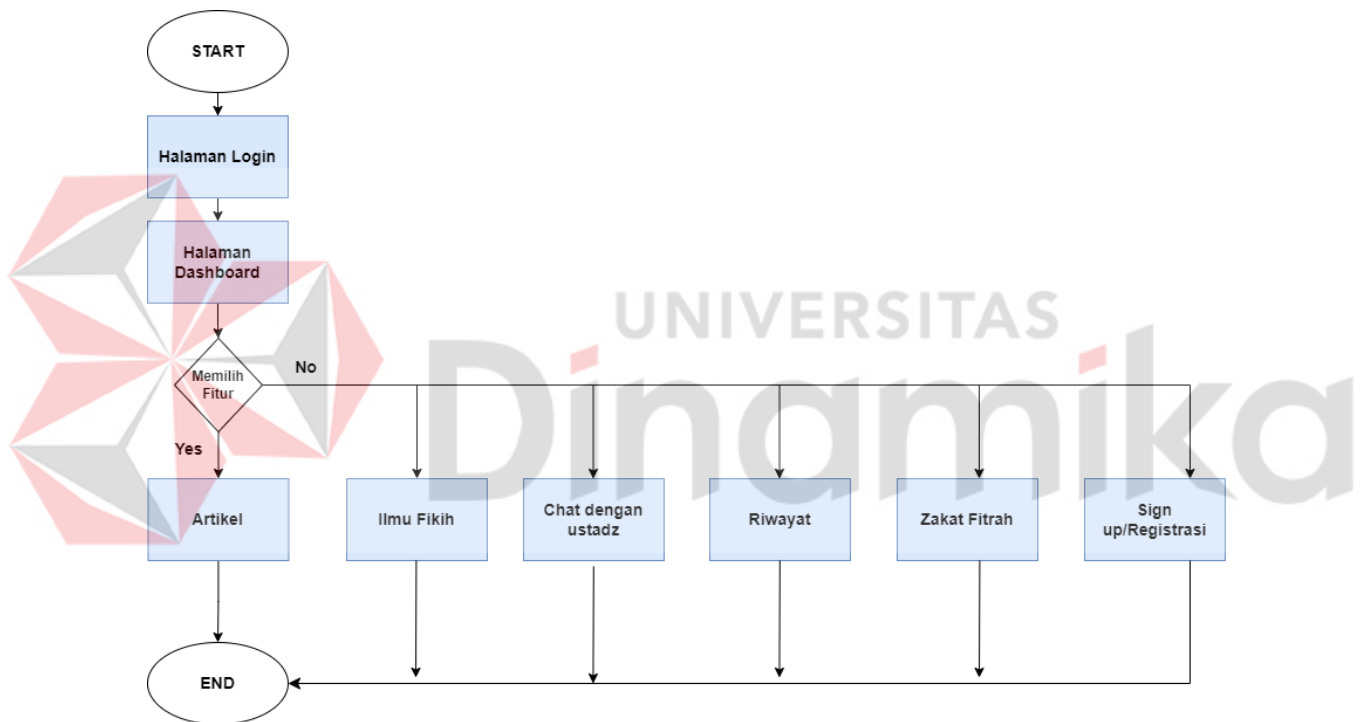 START
Halaman Login
Halaman
Dashboard
UNIVERSITAS
Dinamika
Memilih
Fitur
No
Yes
Artikel
Ilmu Fikih
Chat dengan
ustadz
Riwayat
Zakat Fitrah
Sign
up/Registrasi
END